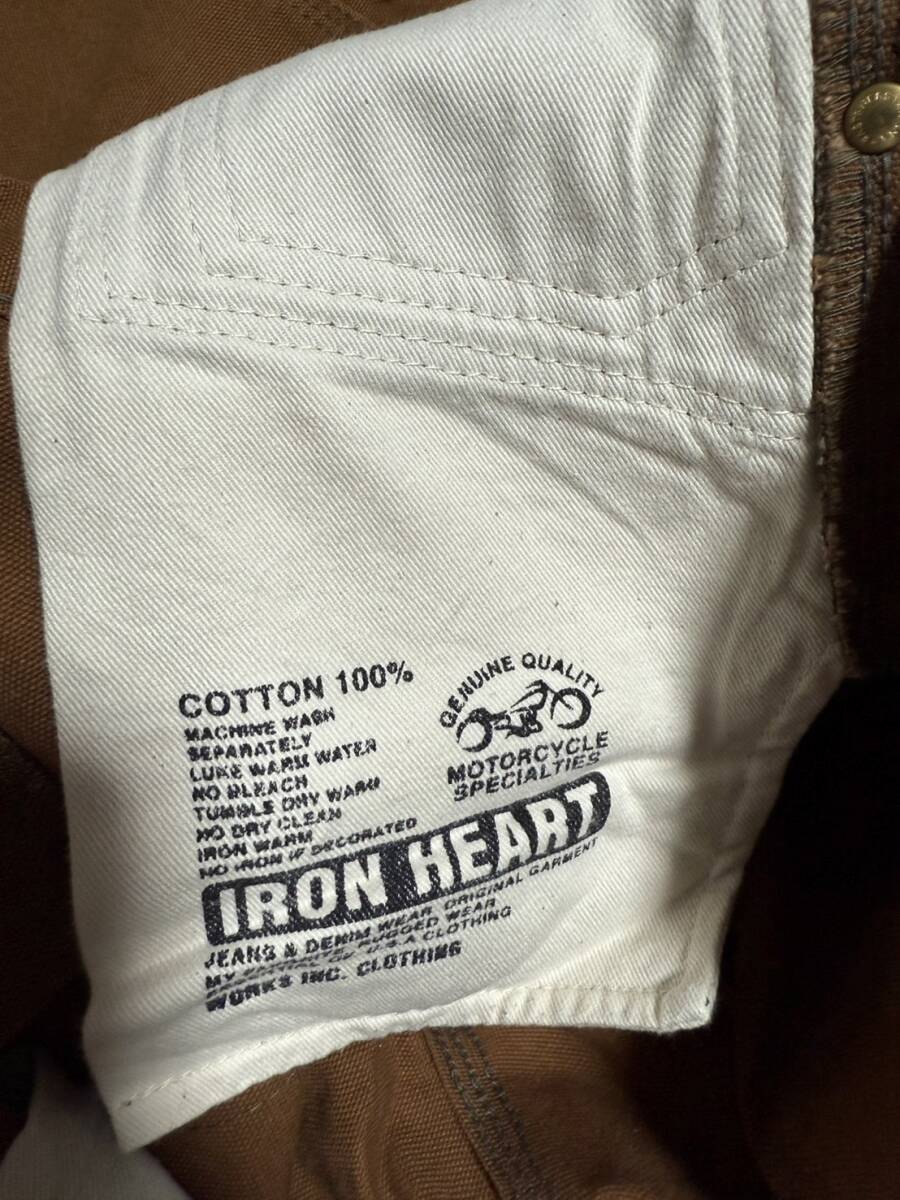 COTTON 100%
MACHINE WASH
SEPARATELY
LUKE WARM WATER
NO BLEACH
TUMBLE DRY WARM
NO DRY CLEAN
IRON WARM
NO IRON IF DECORATED
GENUINE QUALITY
MOTORCYCLE
SPECIALTIES
IRON HEART
JEANS & DENIM WEAR, ORIGINAL GARMENT
MY RUGGED WEAR
U.S.A CLOTHING
WORKS INC. CLOTHING